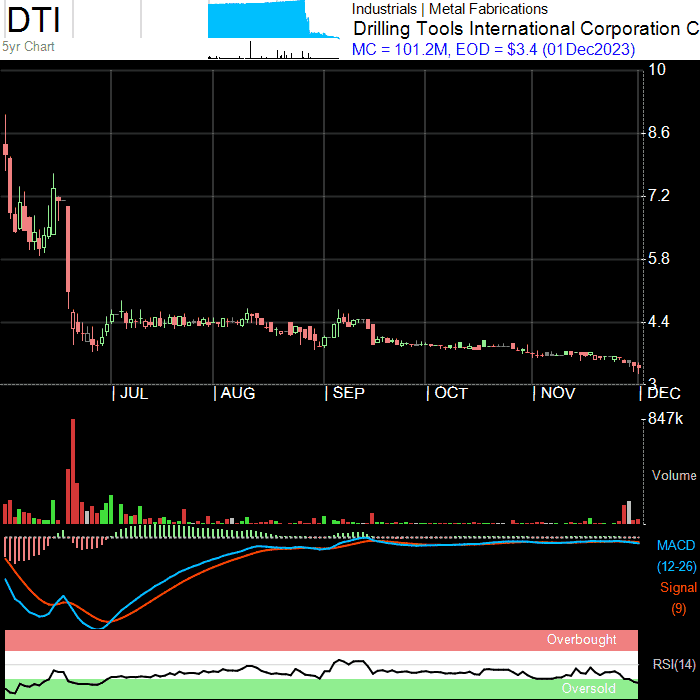 DTI
5yr Chart
Industrials | Metal Fabrications
Drilling Tools International Corporation C
MC = 101.2M, EOD = $3.4 (01Dec2023)
10
8.6
7.2
5.8
4.4
3
JUL AUG SEP OCT NOV DEC
847k
Volume
MACD
(12-26)
Signal
(9)
Overbought
RSI(14)
Oversold